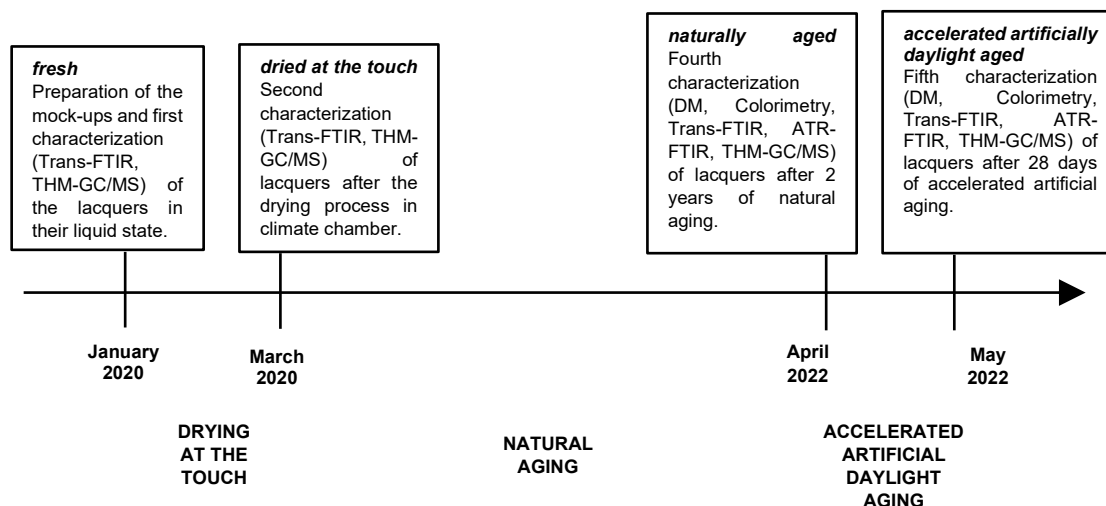 fresh
Preparation of the
mock-ups and first
characterization
(Trans-FTIR,
THM-GC/MS) of
the lacquers in
their liquid state.
dried at the touch
Second
characterization
(Trans-FTIR, THM-
GC/MS) of
lacquers after the
drying process in
climate chamber.
naturally aged
Fourth
characterization
(DM, Colorimetry,
Trans-FTIR, ATR-
FTIR, THM-GC/MS)
of lacquers after 2
years of natural
aging.
accelerated artificially
daylight aged
Fifth characterization
(DM, Colorimetry,
Trans-FTIR, ATR-
FTIR, THM-GC/MS) of
lacquers after 28 days
of accelerated artificial
aging.
January
2020
March
2020
April
2022
May
2022
DRYING
AT THE
TOUCH
NATURAL
AGING
ACCELERATED
ARTIFICIAL
DAYLIGHT
AGING